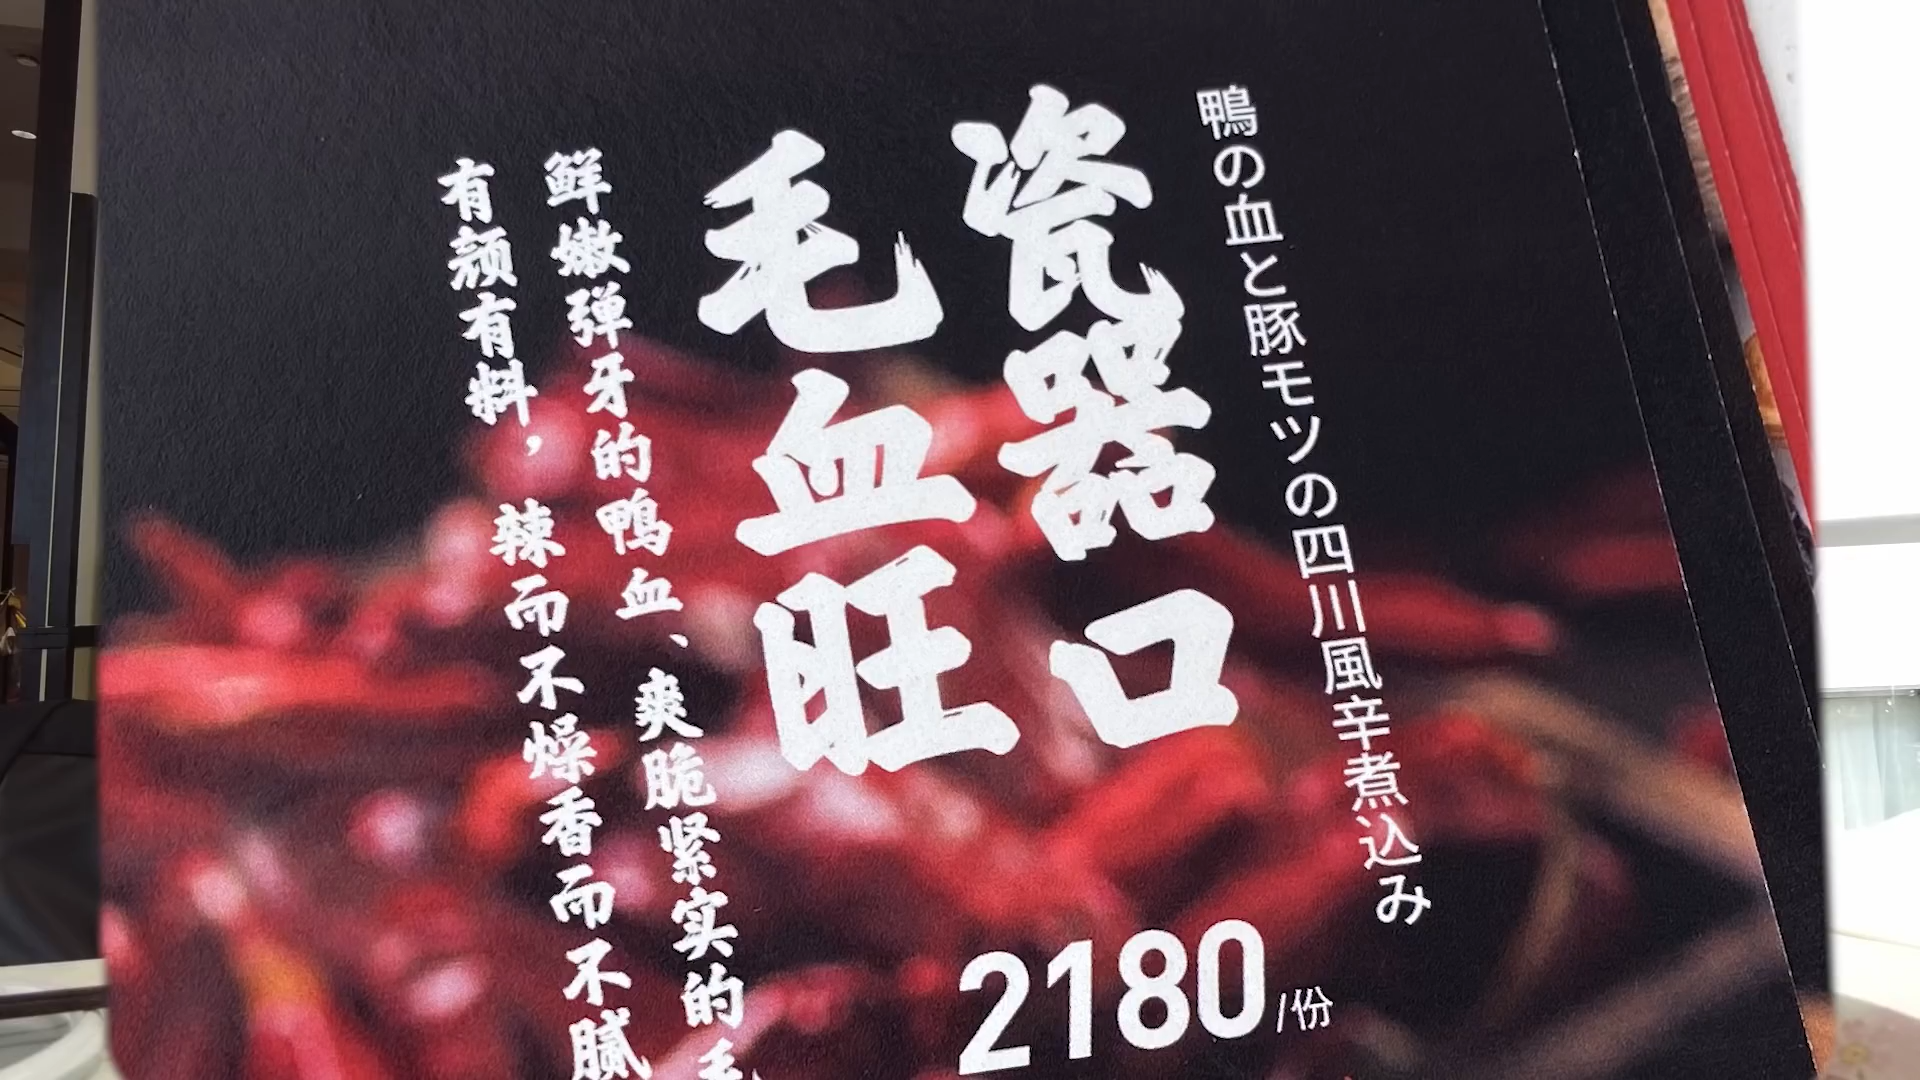 鴨の血と豚モツの四川風辛煮込み
瓷器口
毛血旺
鲜嫩弹牙的鸭血、爽脆紧实的毛
有颜有料，辣而不燥香而不腻
2180/份